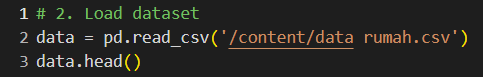 1 # 2. Load dataset
2 data = pd.read_csv('/content/data rumah.csv')
3 data.head()